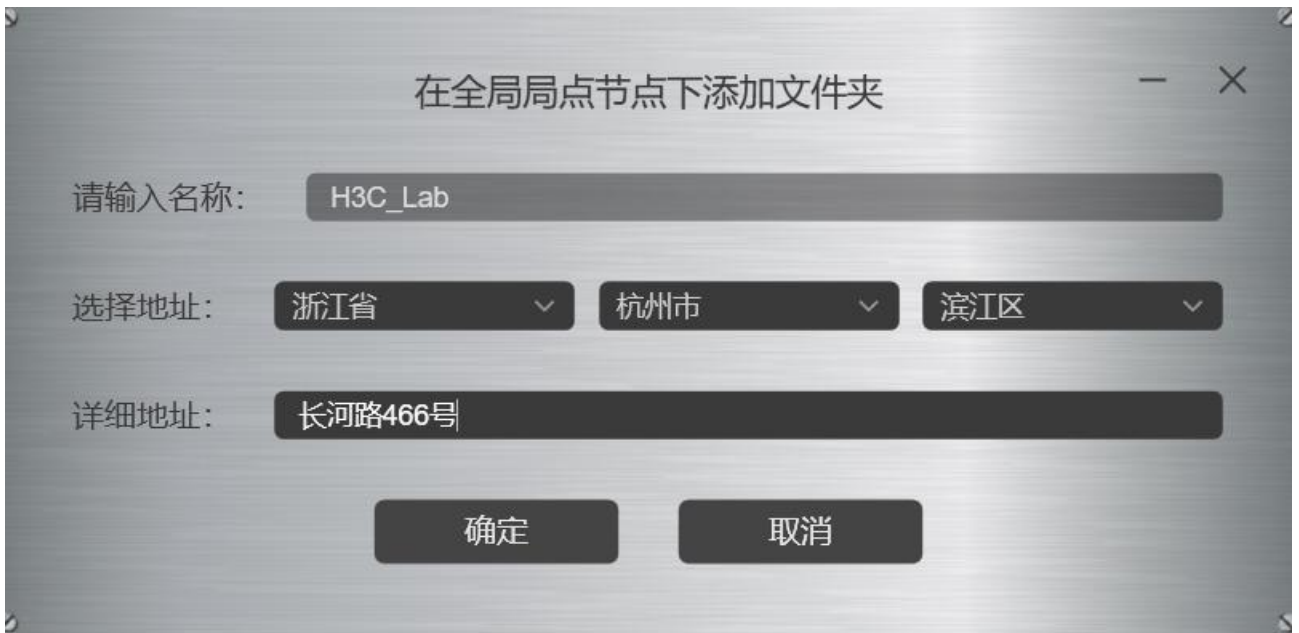 在全局局点节点下添加文件夹
请输入名称： H3C_Lab
选择地址： 浙江省 杭州市 滨江区
详细地址： 长河路466号
确定 取消